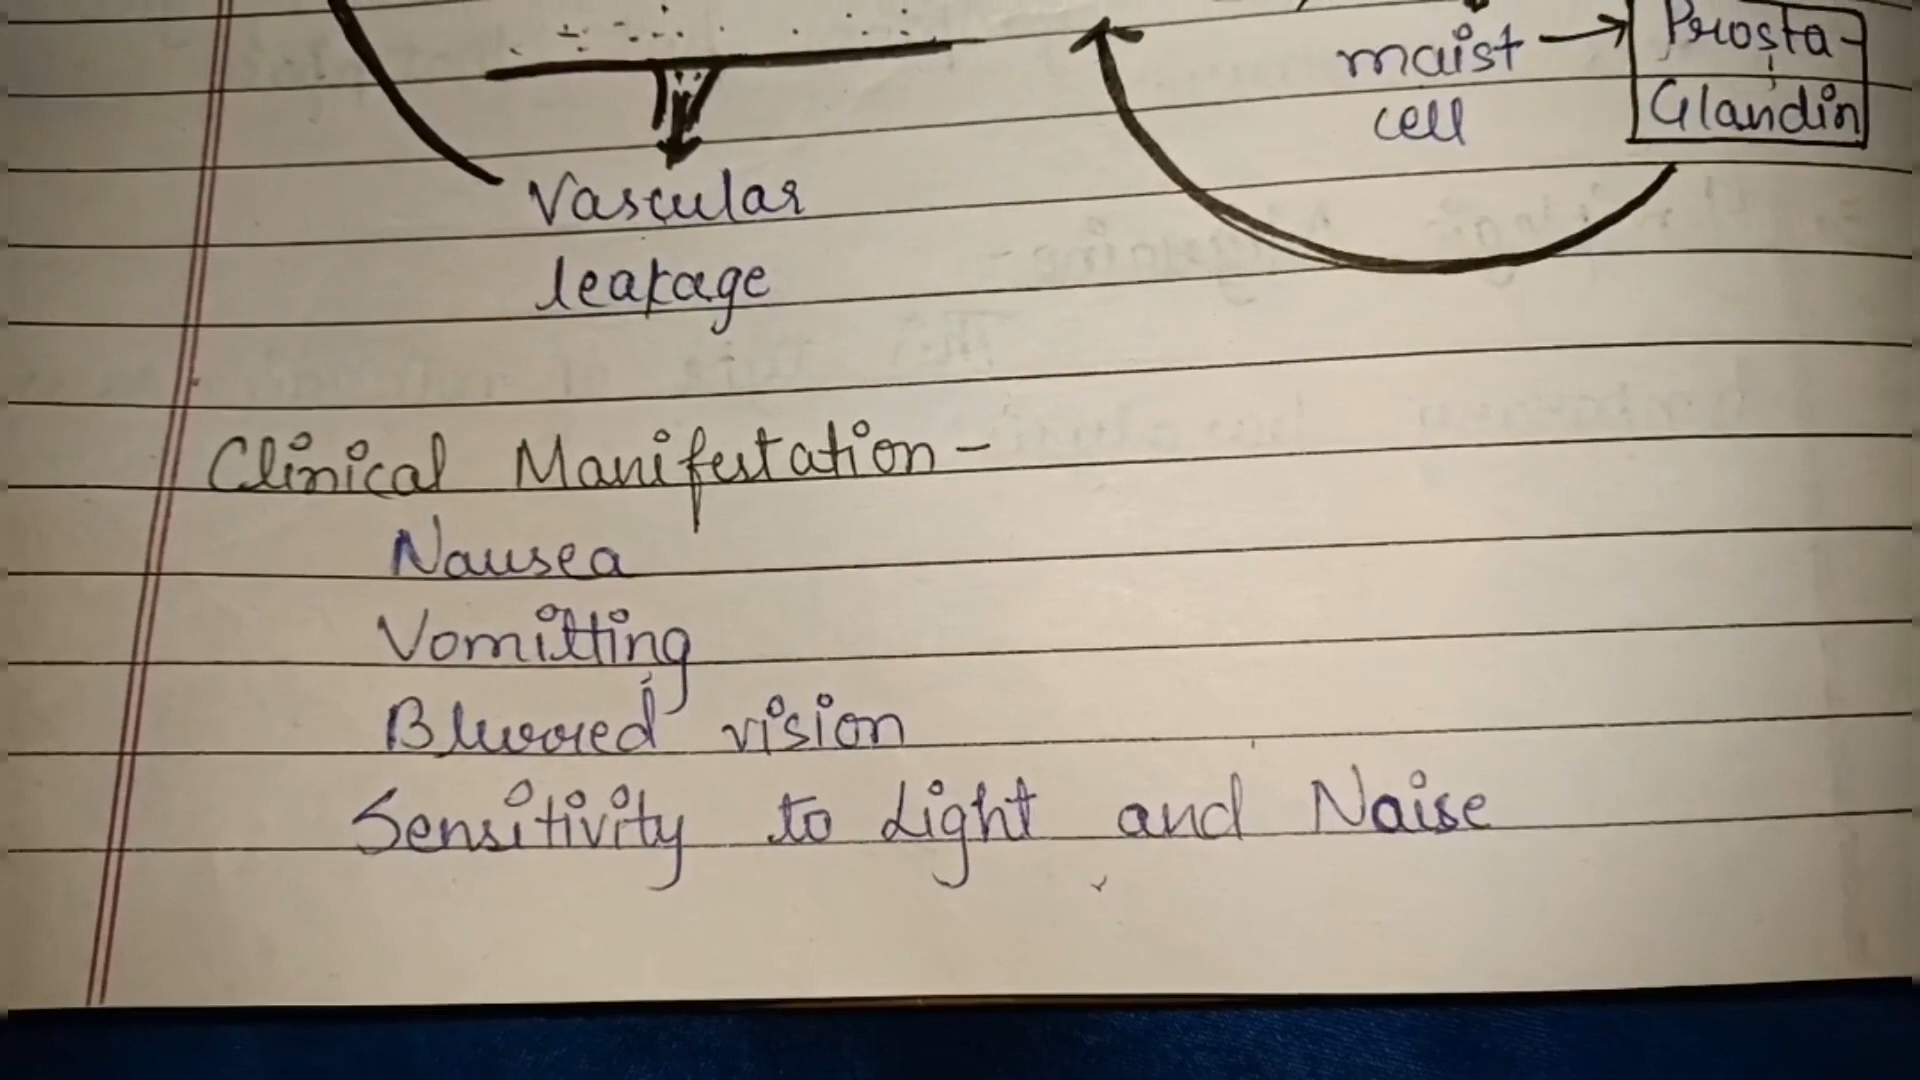 maist → Prosta-
cell Glandin
Vascular
leakage
Clinical Manifestation -
Nausea
Vomitting
Blurred vision
Sensitivity to Light and Naise